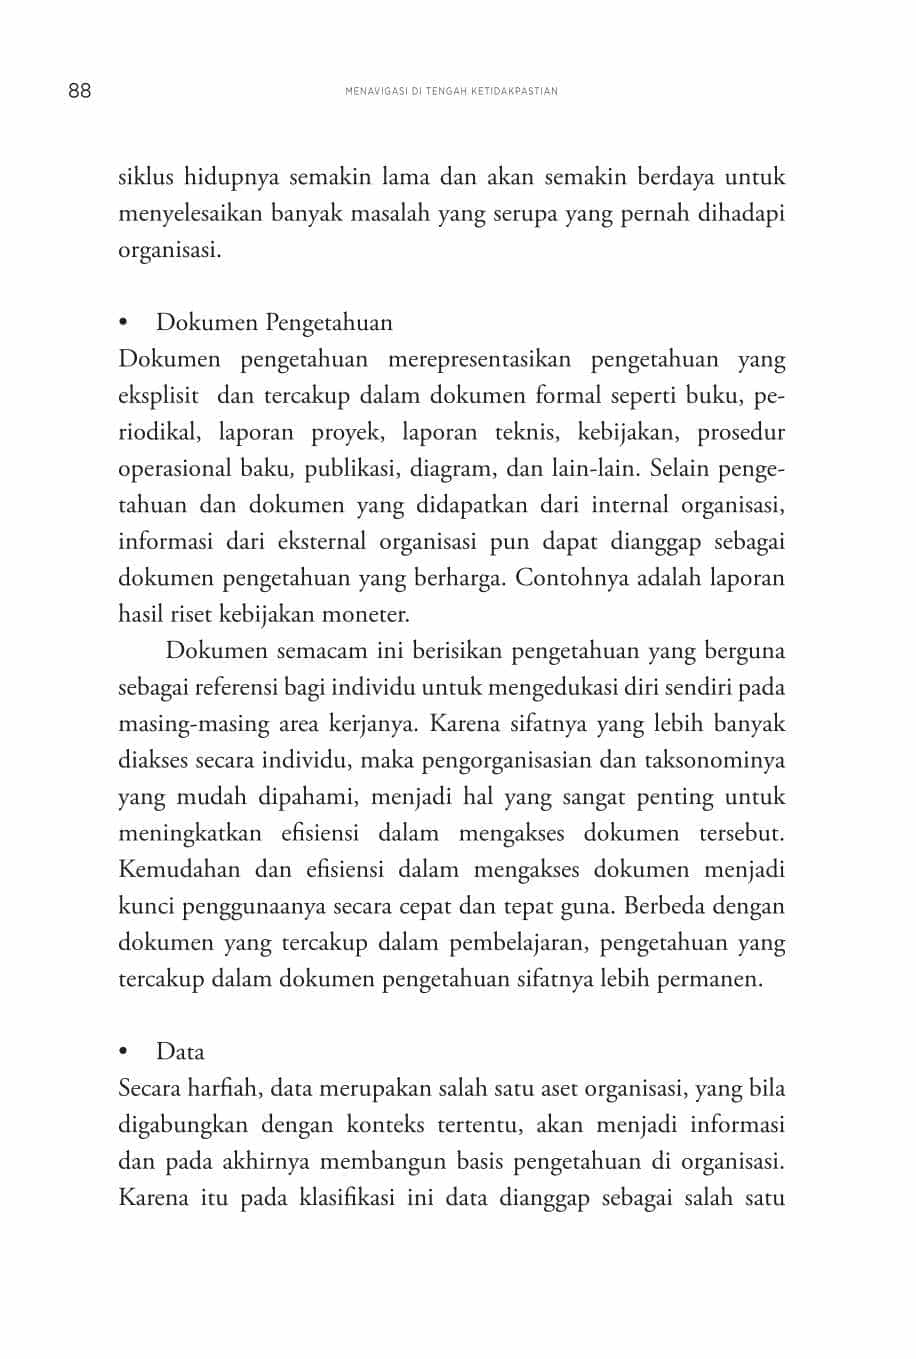 88
MENAVIGASI DI TENGAH KETIDAKPASTIAN
siklus hidupnya semakin lama dan akan semakin berdaya untuk
menyelesaikan banyak masalah yang serupa yang pernah dihadapi
organisasi.
• Dokumen Pengetahuan
Dokumen pengetahuan merepresentasikan pengetahuan yang
eksplisit dan tercakup dalam dokumen formal seperti buku, pe-
riodikal, laporan proyek, laporan teknis, kebijakan, prosedur
operasional baku, publikasi, diagram, dan lain-lain. Selain penge-
tahuan dan dokumen yang didapatkan dari internal organisasi,
informasi dari eksternal organisasi pun dapat dianggap sebagai
dokumen pengetahuan yang berharga. Contohnya adalah laporan
hasil riset kebijakan moneter.
Dokumen semacam ini berisikan pengetahuan yang berguna
sebagai referensi bagi individu untuk mengedukasi diri sendiri pada
masing-masing area kerjanya. Karena sifatnya yang lebih banyak
diakses secara individu, maka pengorganisasian dan taksonominya
yang mudah dipahami, menjadi hal yang sangat penting untuk
meningkatkan efisiensi dalam mengakses dokumen tersebut.
Kemudahan dan efisiensi dalam mengakses dokumen menjadi
kunci penggunaanya secara cepat dan tepat guna. Berbeda dengan
dokumen yang tercakup dalam pembelajaran, pengetahuan yang
tercakup dalam dokumen pengetahuan sifatnya lebih permanen.
• Data
Secara harfiah, data merupakan salah satu aset organisasi, yang bila
digabungkan dengan konteks tertentu, akan menjadi informasi
dan pada akhirnya membangun basis pengetahuan di organisasi.
Karena itu pada klasifikasi ini data dianggap sebagai salah satu